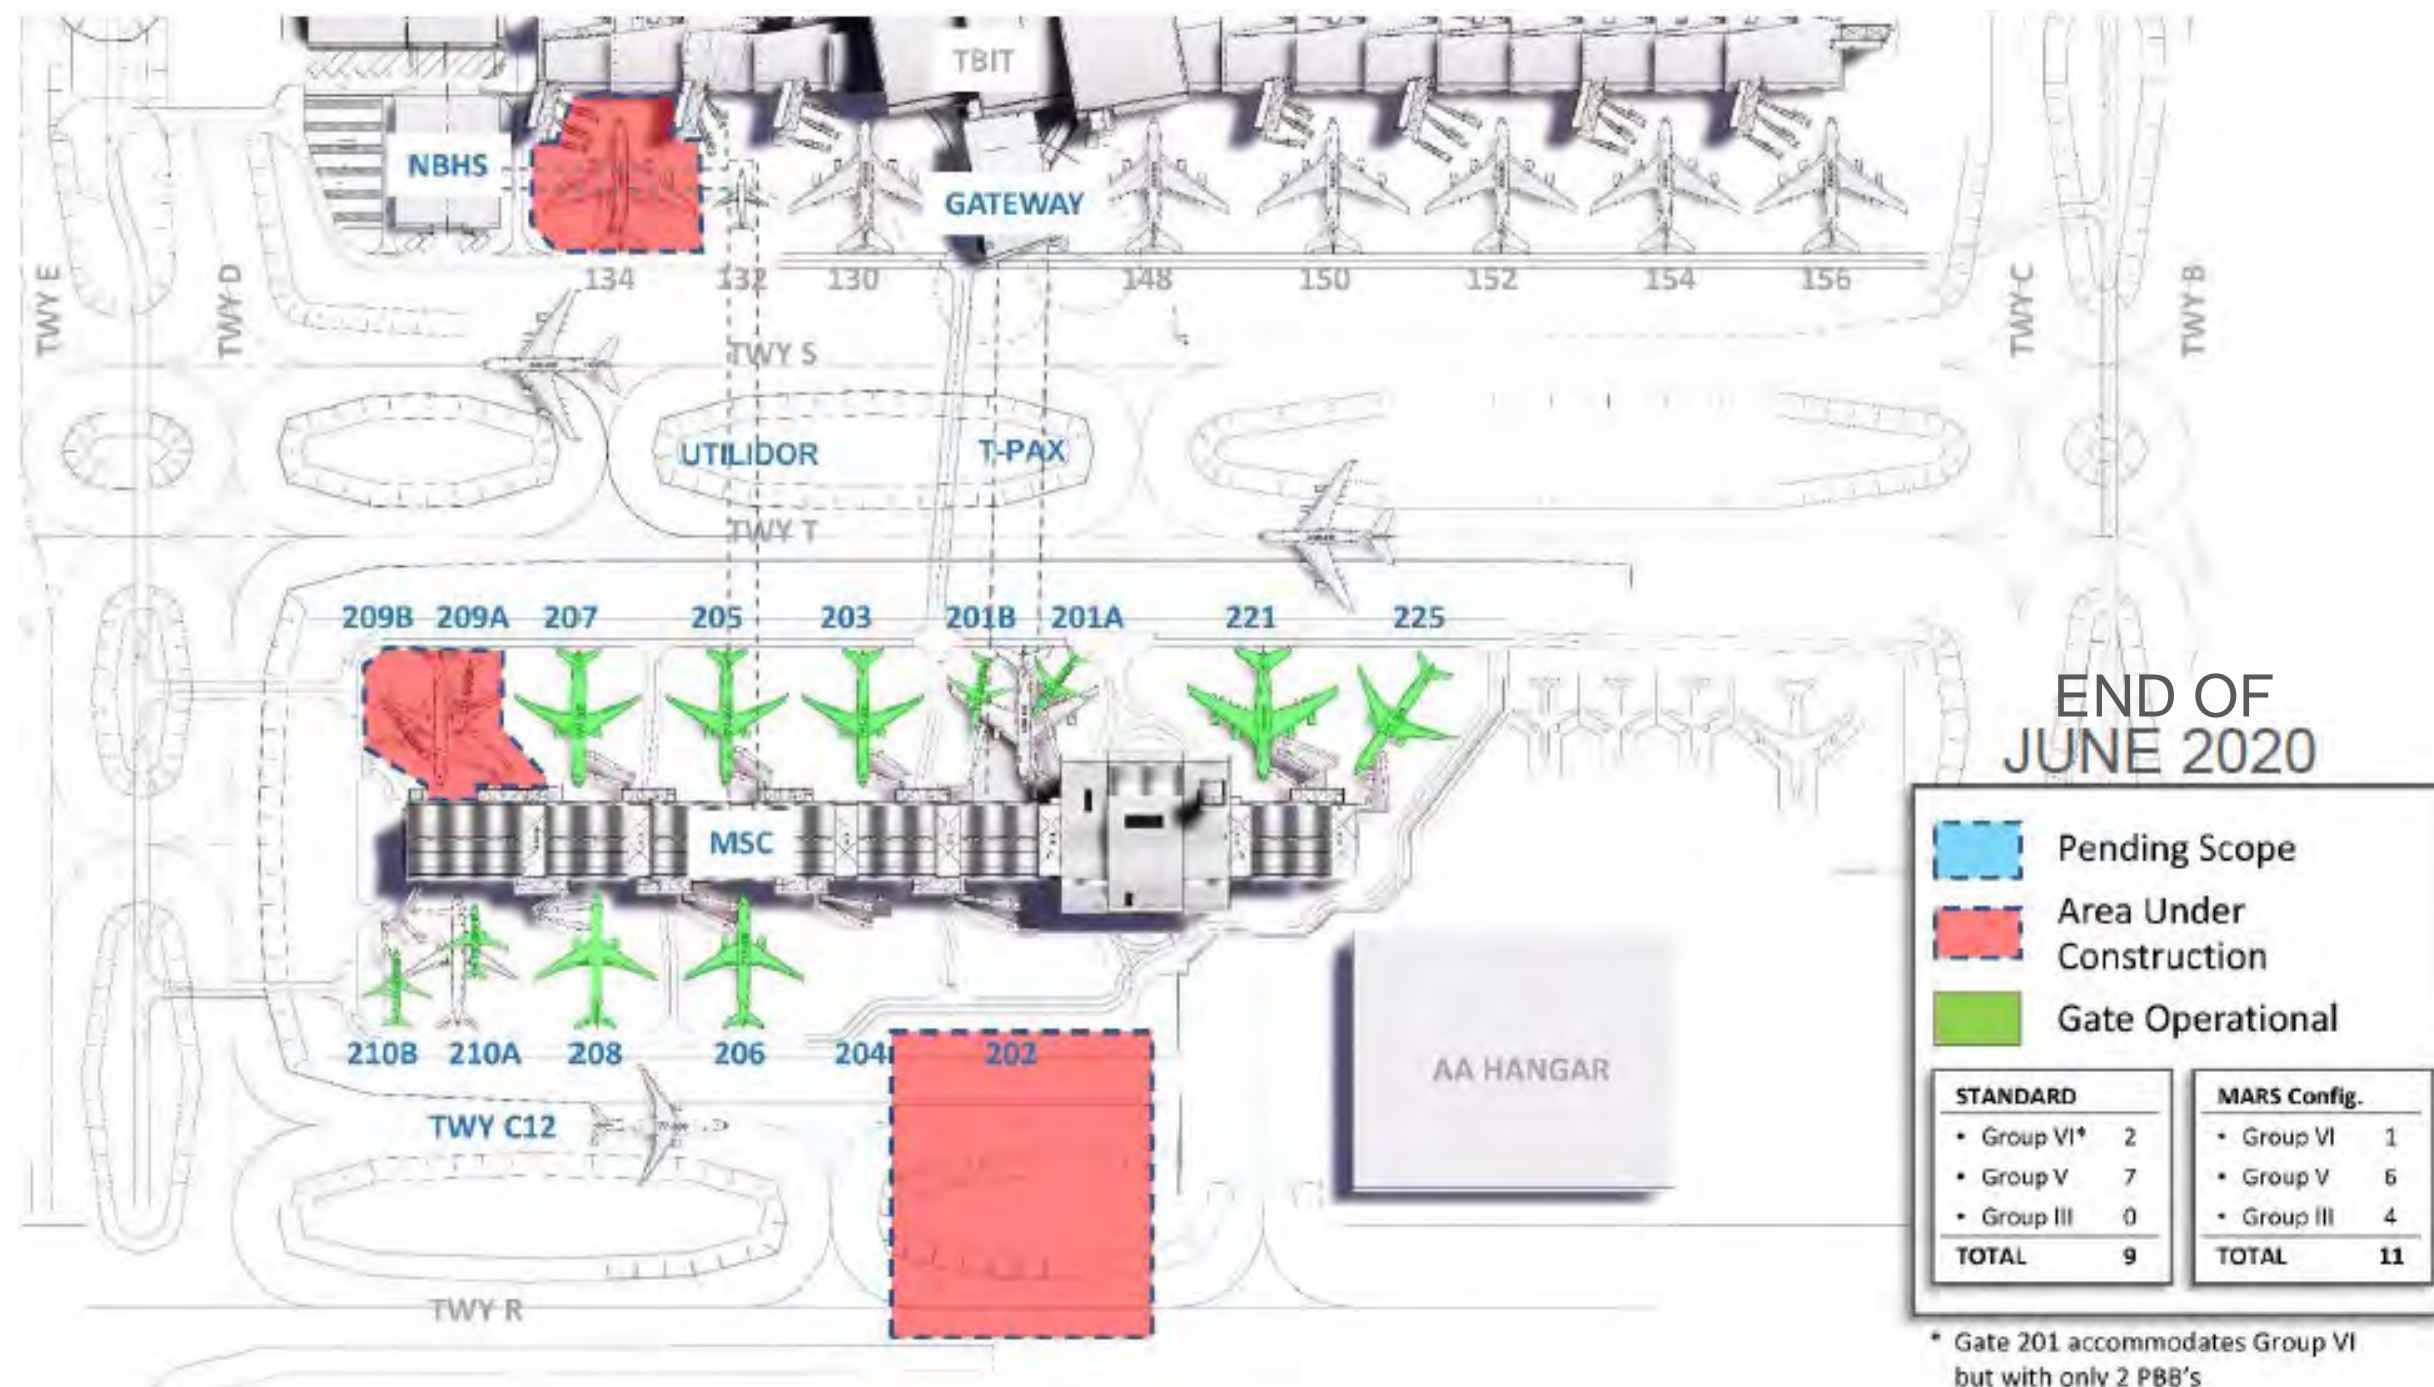 TBIT
NBHS
GATEWAY
134 132 130 148 150 152 154 156
TWY E
TWY D
TWY C
TWY B
TWY S
UTILIDOR T-PAX
TWY T
209B 209A 207 205 203 201B 201A 221 225
MSC
210B 210A 208 206 204 202
AA HANGAR
TWY C12
TWY R
END OF
JUNE 2020
Pending Scope
Area Under
Construction
Gate Operational
STANDARD
• Group VI* 2
• Group V 7
• Group III 0
TOTAL 9
MARS Config.
• Group VI 1
• Group V 6
• Group III 4
TOTAL 11
* Gate 201 accommodates Group VI
but with only 2 PBB's